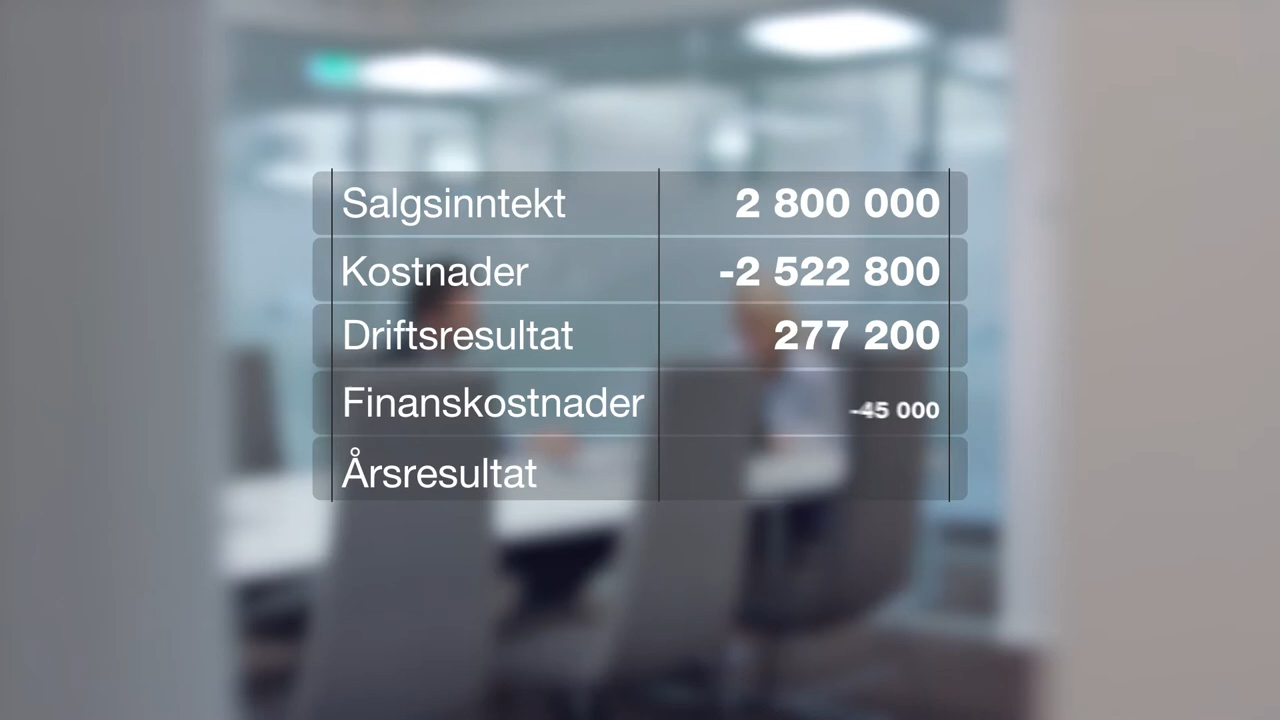 Salgsinntekt 2 800 000
Kostnader -2 522 800
Driftsresultat 277 200
Finanskostnader -45 000
Årsresultat